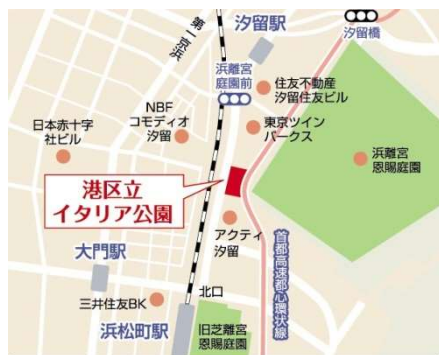 汐留駅
汐留橋
第一京浜
浜離宮
庭園前
住友不動産
汐留住友ビル
NBF
コモディオ
汐留
東京ツイン
パークス
日本赤十字
社ビル
浜離宮
恩賜庭園
港区立
イタリア公園
アクティ
汐留
首都高速都心環状線
大門駅
北口
三井住友BK
浜松町駅
旧芝離宮
恩賜庭園